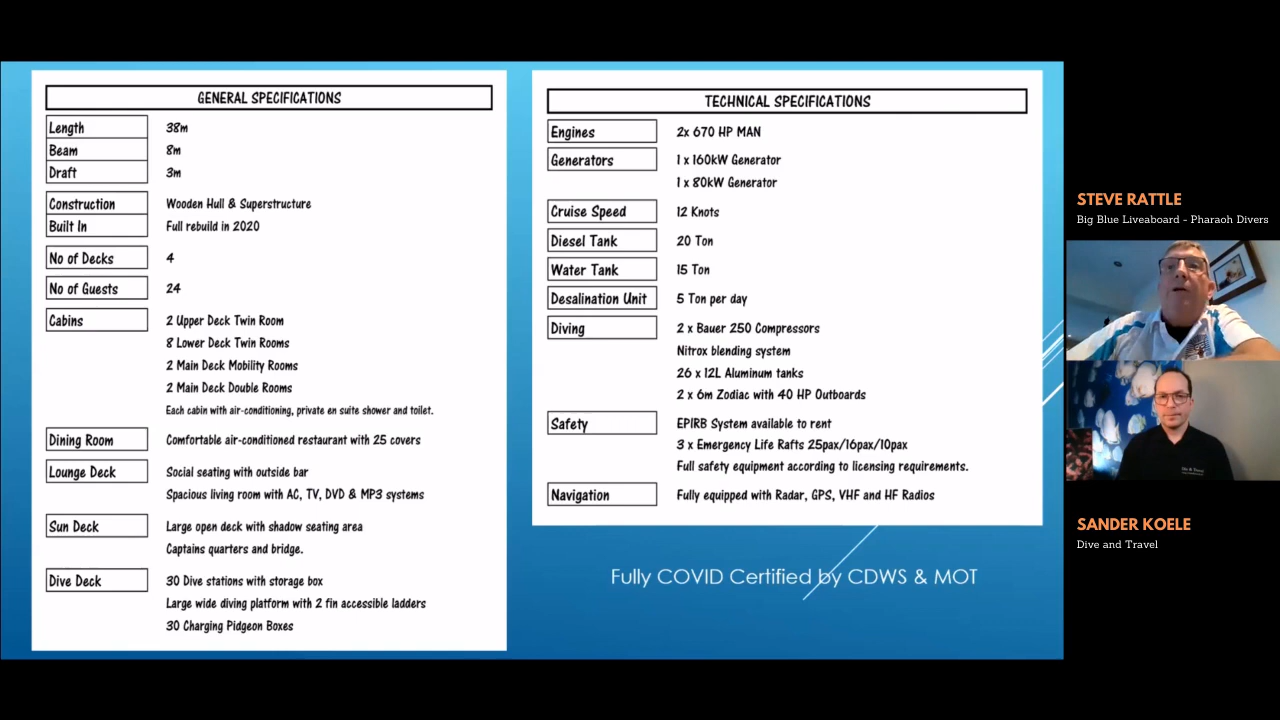 GENERAL SPECIFICATIONS
Length 38m
Beam 8m
Draft 3m
Construction Wooden Hull & Superstructure
Built In Full rebuild in 2020
No of Decks 4
No of Guests 24
Cabins 2 Upper Deck Twin Room
8 Lower Deck Twin Rooms
2 Main Deck Mobility Rooms
2 Main Deck Double Rooms
Each cabin with air-conditioning, private en suite shower and toilet.
Dining Room Comfortable air-conditioned restaurant with 25 covers
Lounge Deck Social seating with outside bar
Spacious living room with AC, TV, DVD & MP3 systems
Sun Deck Large open deck with shadow seating area
Captains quarters and bridge.
Dive Deck 30 Dive stations with storage box
Large wide diving platform with 2 fin accessible ladders
30 Charging Pidgeon Boxes
TECHNICAL SPECIFICATIONS
Engines 2x 670 HP MAN
Generators 1 x 160kW Generator
1 x 80kW Generator
Cruise Speed 12 Knots
Diesel Tank 20 Ton
Water Tank 15 Ton
Desalination Unit 5 Ton per day
Diving 2 x Bauer 250 Compressors
Nitrox blending system
26 x 12L Aluminum tanks
2 x 6m Zodiac with 40 HP Outboards
Safety EPIRB System available to rent
3 x Emergency Life Rafts 25pax/16pax/10pax
Full safety equipment according to licensing requirements.
Navigation Fully equipped with Radar, GPS, VHF and HF Radios
Fully COVID Certified by CDWS & MOT
STEVE RATTLE
Big Blue Liveaboard - Pharaoh Divers
SANDER KOELE
Dive and Travel